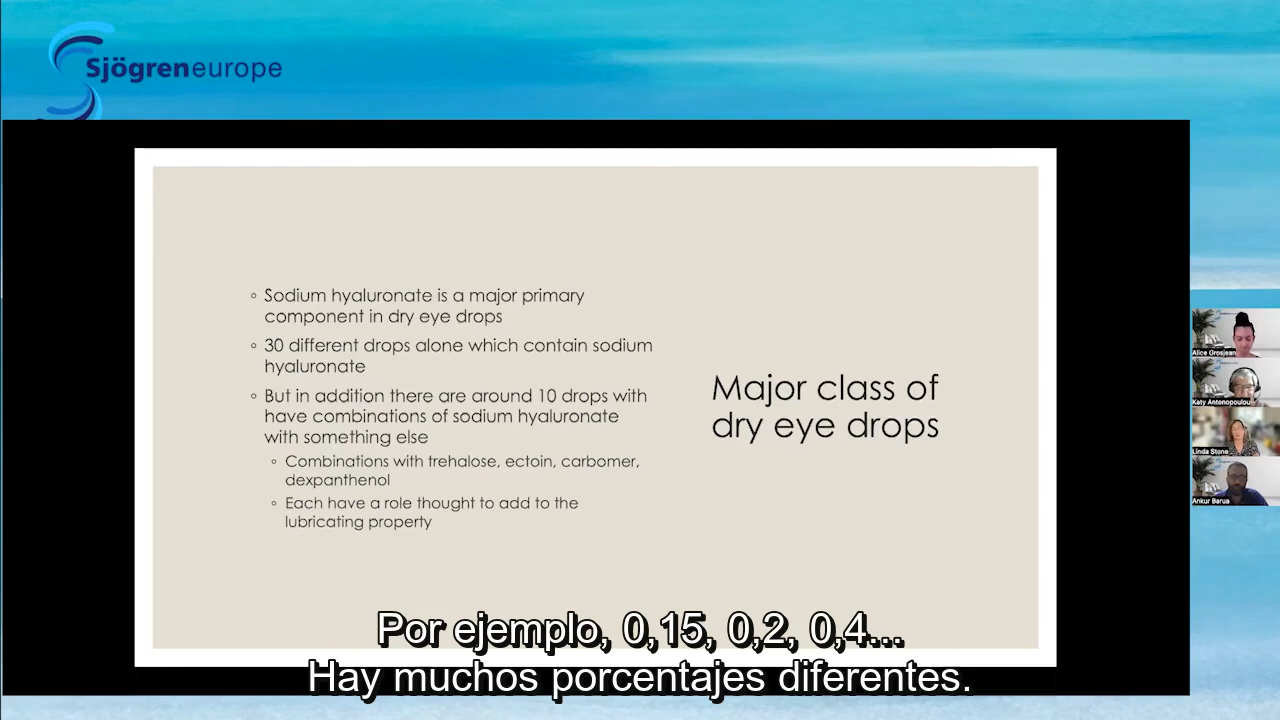 Sjögreneurope
◦ Sodium hyaluronate is a major primary
component in dry eye drops
◦ 30 different drops alone which contain sodium
hyaluronate
◦ But in addition there are around 10 drops with
have combinations of sodium hyaluronate
with something else
◦ Combinations with trehalose, ectoin, carbomer,
dexpanthenol
◦ Each have a role thought to add to the
lubricating property
Major class of
dry eye drops
Alice Grosjean
Katy Antonopoulou
Linda Stone
Ankur Barua
Por ejemplo, 0,15, 0,2, 0,4...
Hay muchos porcentajes diferentes.